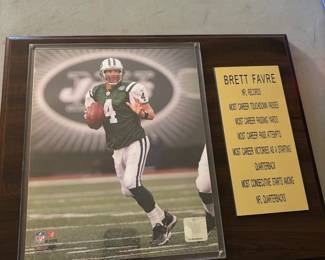 JETS
4
BRETT FAVRE
NFL RECORDS
MOST CAREER TOUCHDOWN PASSES
MOST CAREER PASSING YARDS
MOST CAREER PASS ATTEMPTS
MOST CAREER VICTORIES AS A STARTING
QUARTERBACK
MOST CONSECUTIVE STARTS AMONG
NFL QUARTERBACKS